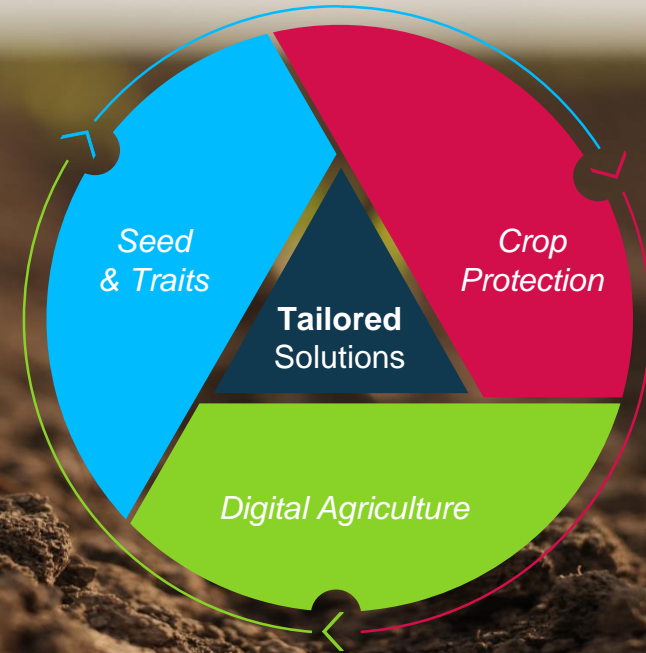 Seed
& Traits
Crop
Protection
Tailored
Solutions
Digital Agriculture